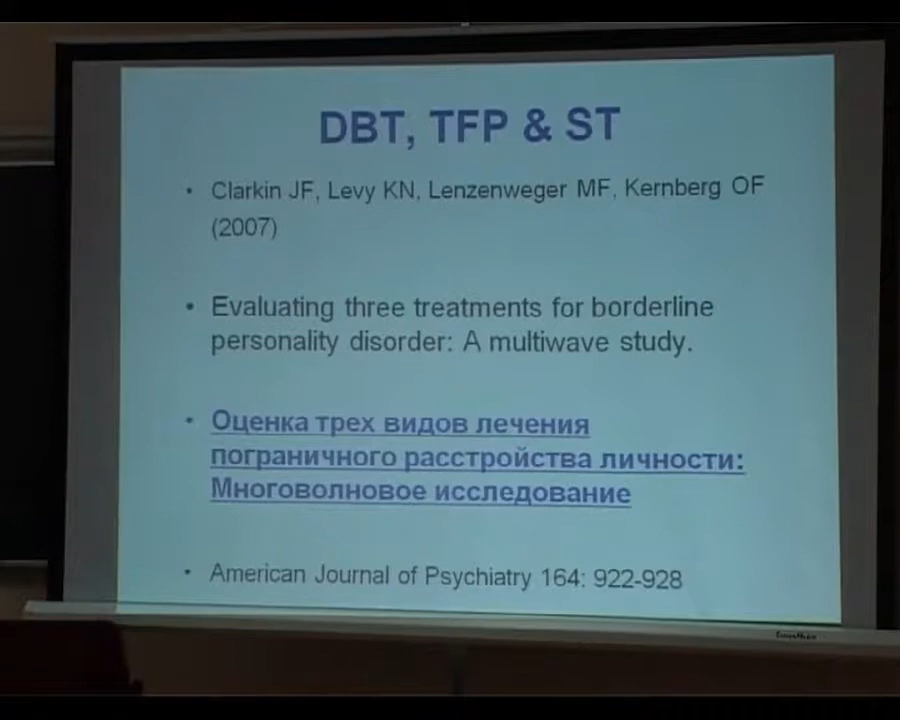 DBT, TFP & ST
• Clarkin JF, Levy KN, Lenzenweger MF, Kernberg OF
(2007)
• Evaluating three treatments for borderline
personality disorder: A multiwave study.
• Оценка трех видов лечения
пограничного расстройства личности:
Многоволновое исследование
• American Journal of Psychiatry 164: 922-928